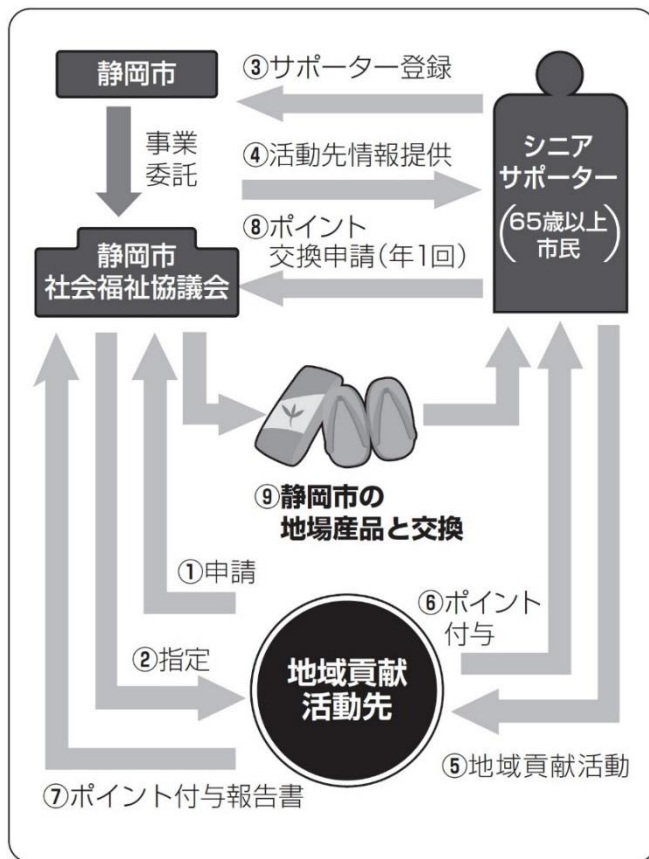 静岡市
事業
委託
静岡市
社会福祉協議会
③サポーター登録
④活動先情報提供
⑧ポイント
交換申請(年1回)
シニア
サポーター
(65歳以上
市民)
⑨静岡市の
地場産品と交換
①申請
②指定
地域貢献
活動先
⑥ポイント
付与
⑤地域貢献活動
⑦ポイント付与報告書